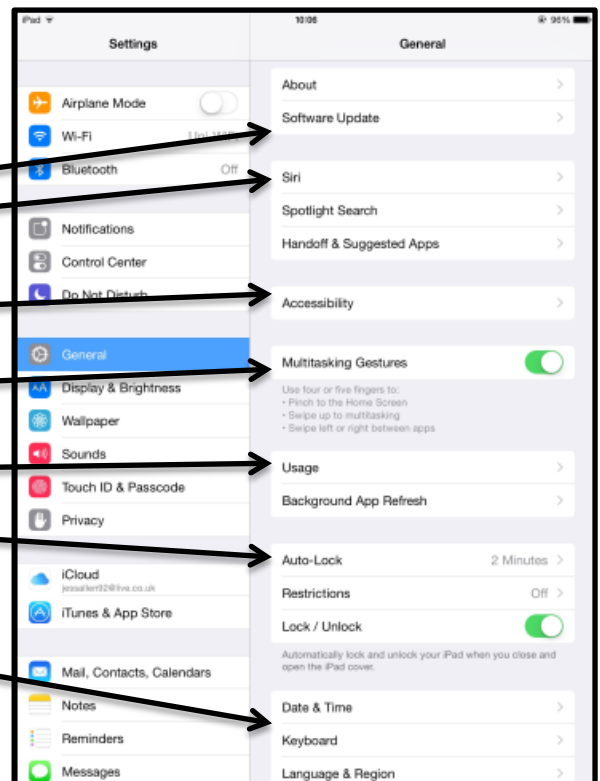 iPad
10:06
96%
Settings
Airplane Mode
Wi-Fi
Bluetooth Off
Notifications
Control Center
Do Not Disturb
General
Display & Brightness
Wallpaper
Sounds
Touch ID & Passcode
Privacy
iCloud
jessallen92@live.co.uk
iTunes & App Store
Mail, Contacts, Calendars
Notes
Reminders
Messages
General
About
Software Update
Siri
Spotlight Search
Handoff & Suggested Apps
Accessibility
Multitasking Gestures
Use four or five fingers to:
• Pinch to the Home Screen
• Swipe up to multitasking
• Swipe left or right between apps
Usage
Background App Refresh
Auto-Lock 2 Minutes
Restrictions Off
Lock / Unlock
Automatically lock and unlock your iPad when you close and
open the iPad cover.
Date & Time
Keyboard
Language & Region